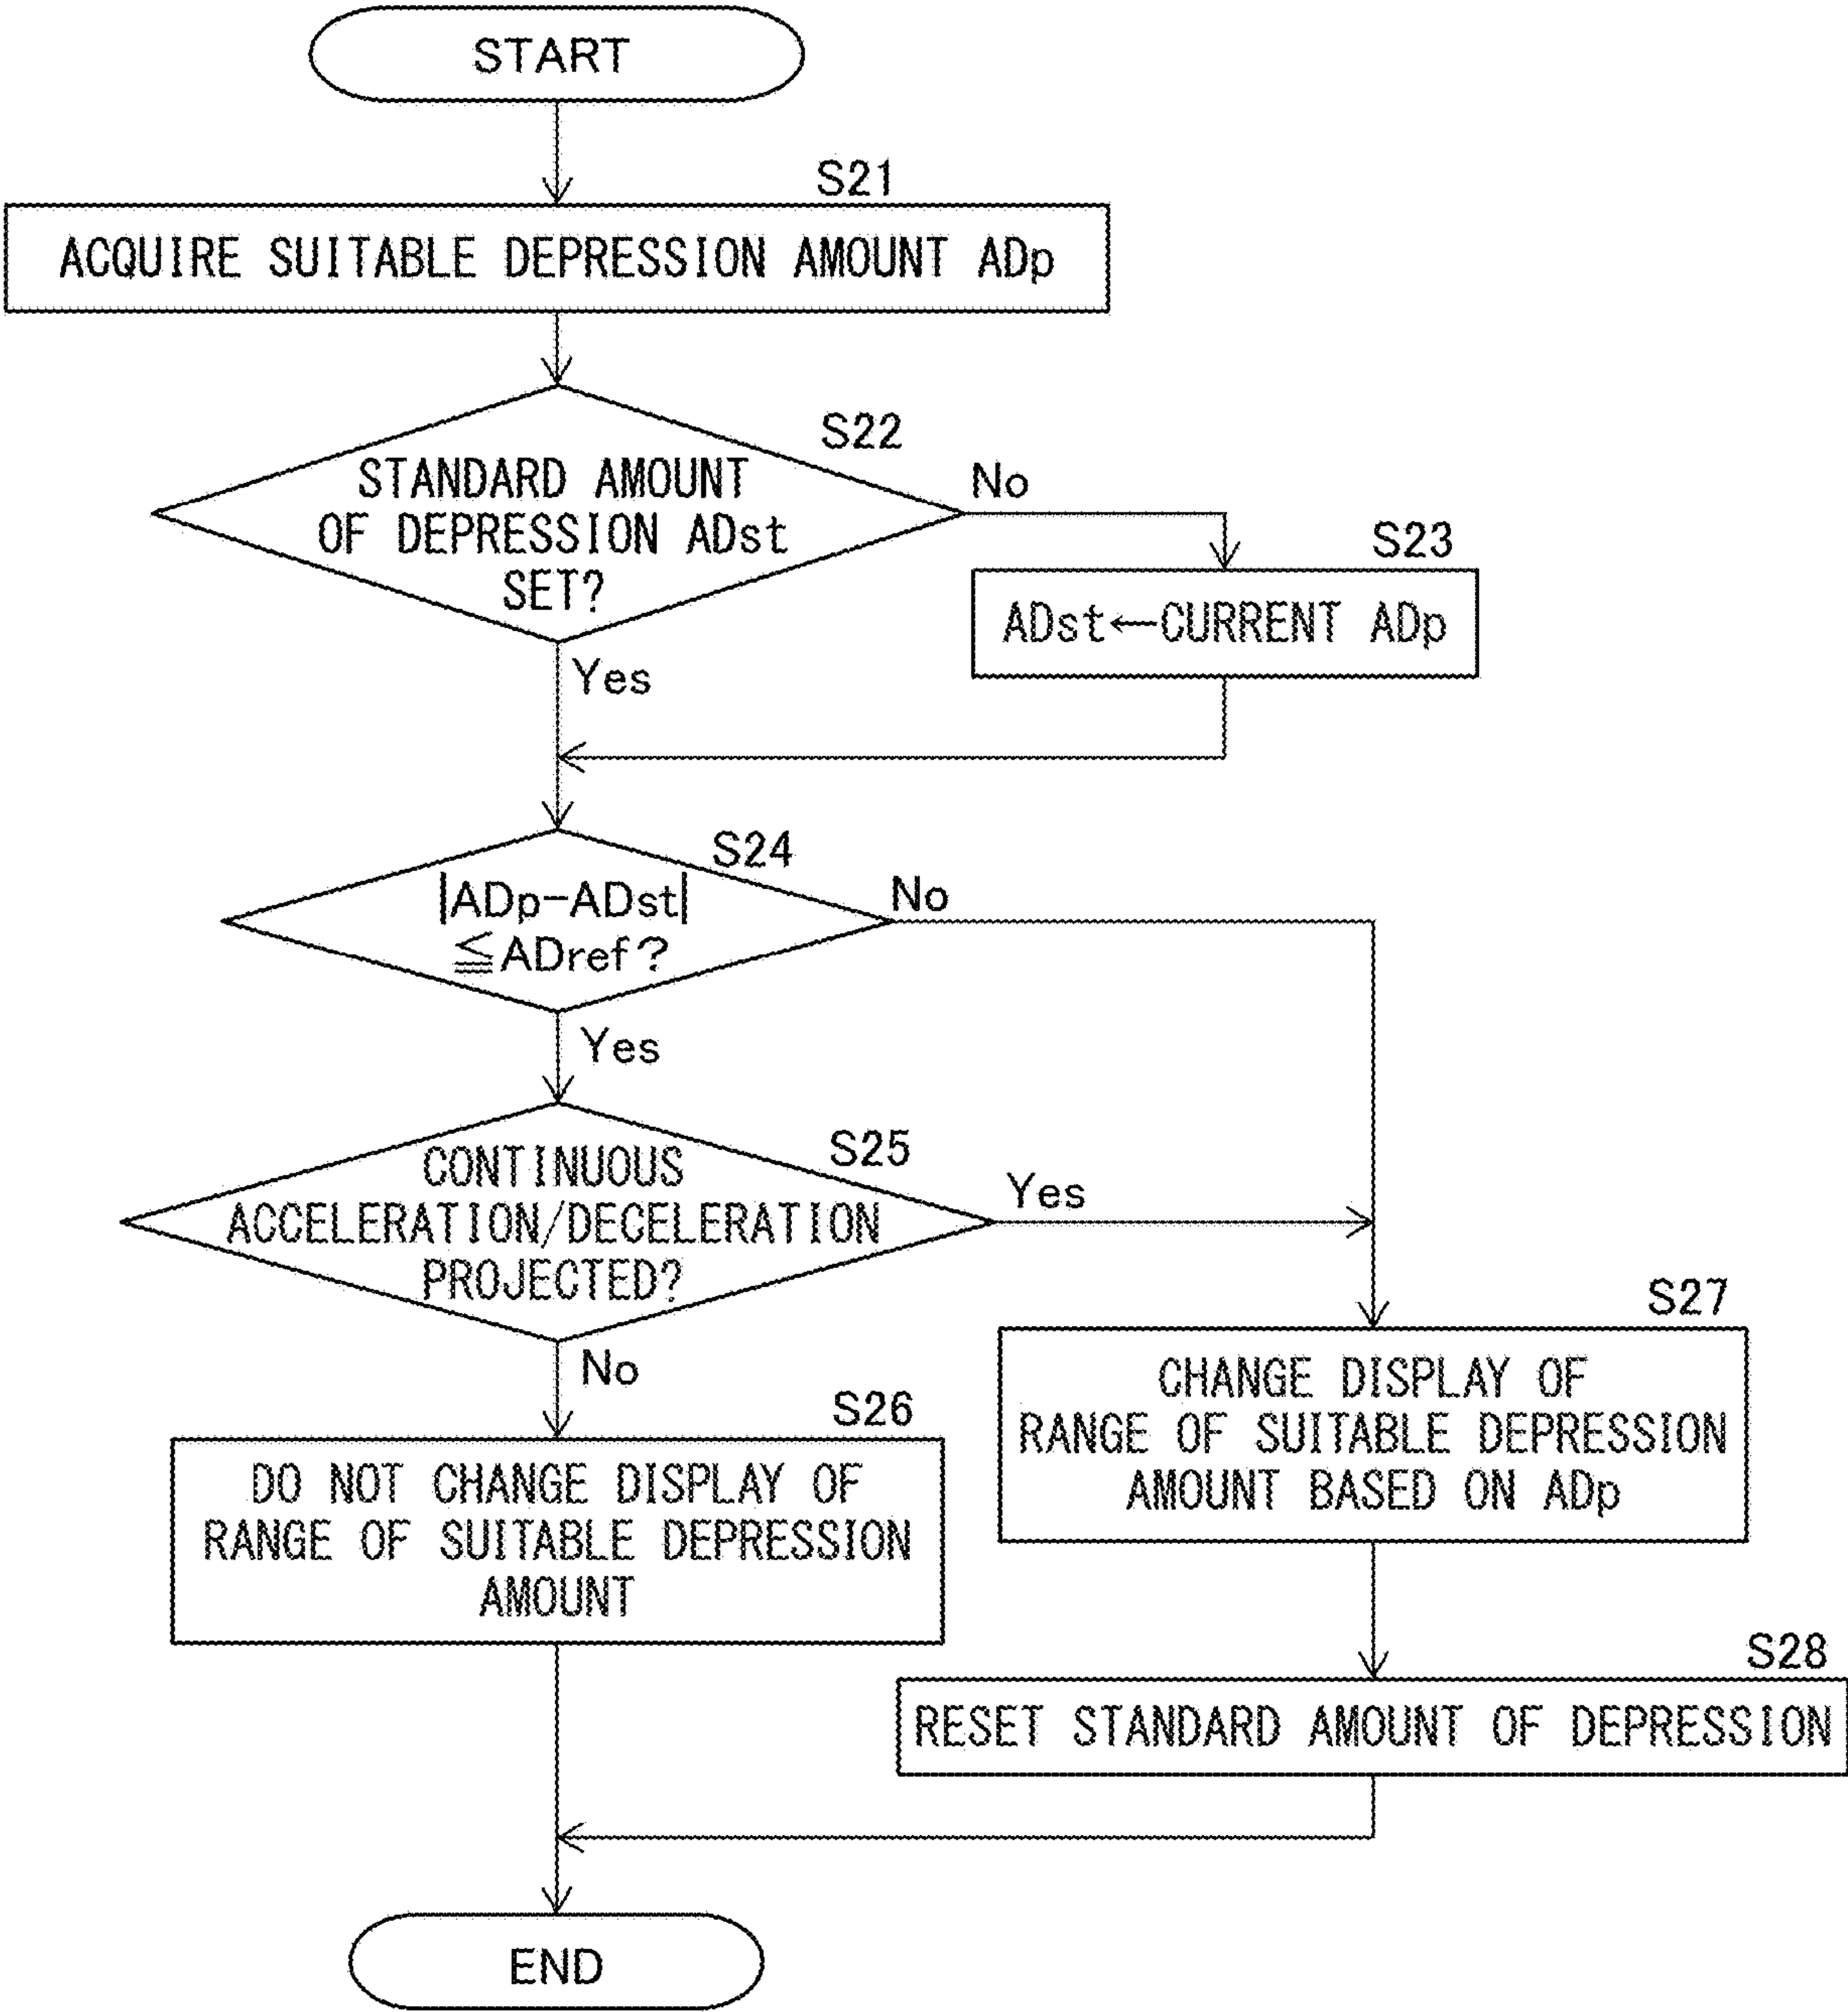 START
S21
ACQUIRE SUITABLE DEPRESSION AMOUNT ADp
S22
STANDARD AMOUNT
OF DEPRESSION ADst
SET?
No
S23
ADst←CURRENT ADp
Yes
S24
|ADp-ADst|
≦ADref?
No
Yes
S25
CONTINUOUS
ACCELERATION/DECELERATION
PROJECTED?
Yes
No
S26
DO NOT CHANGE DISPLAY OF
RANGE OF SUITABLE DEPRESSION
AMOUNT
S27
CHANGE DISPLAY OF
RANGE OF SUITABLE DEPRESSION
AMOUNT BASED ON ADp
S28
RESET STANDARD AMOUNT OF DEPRESSION
END